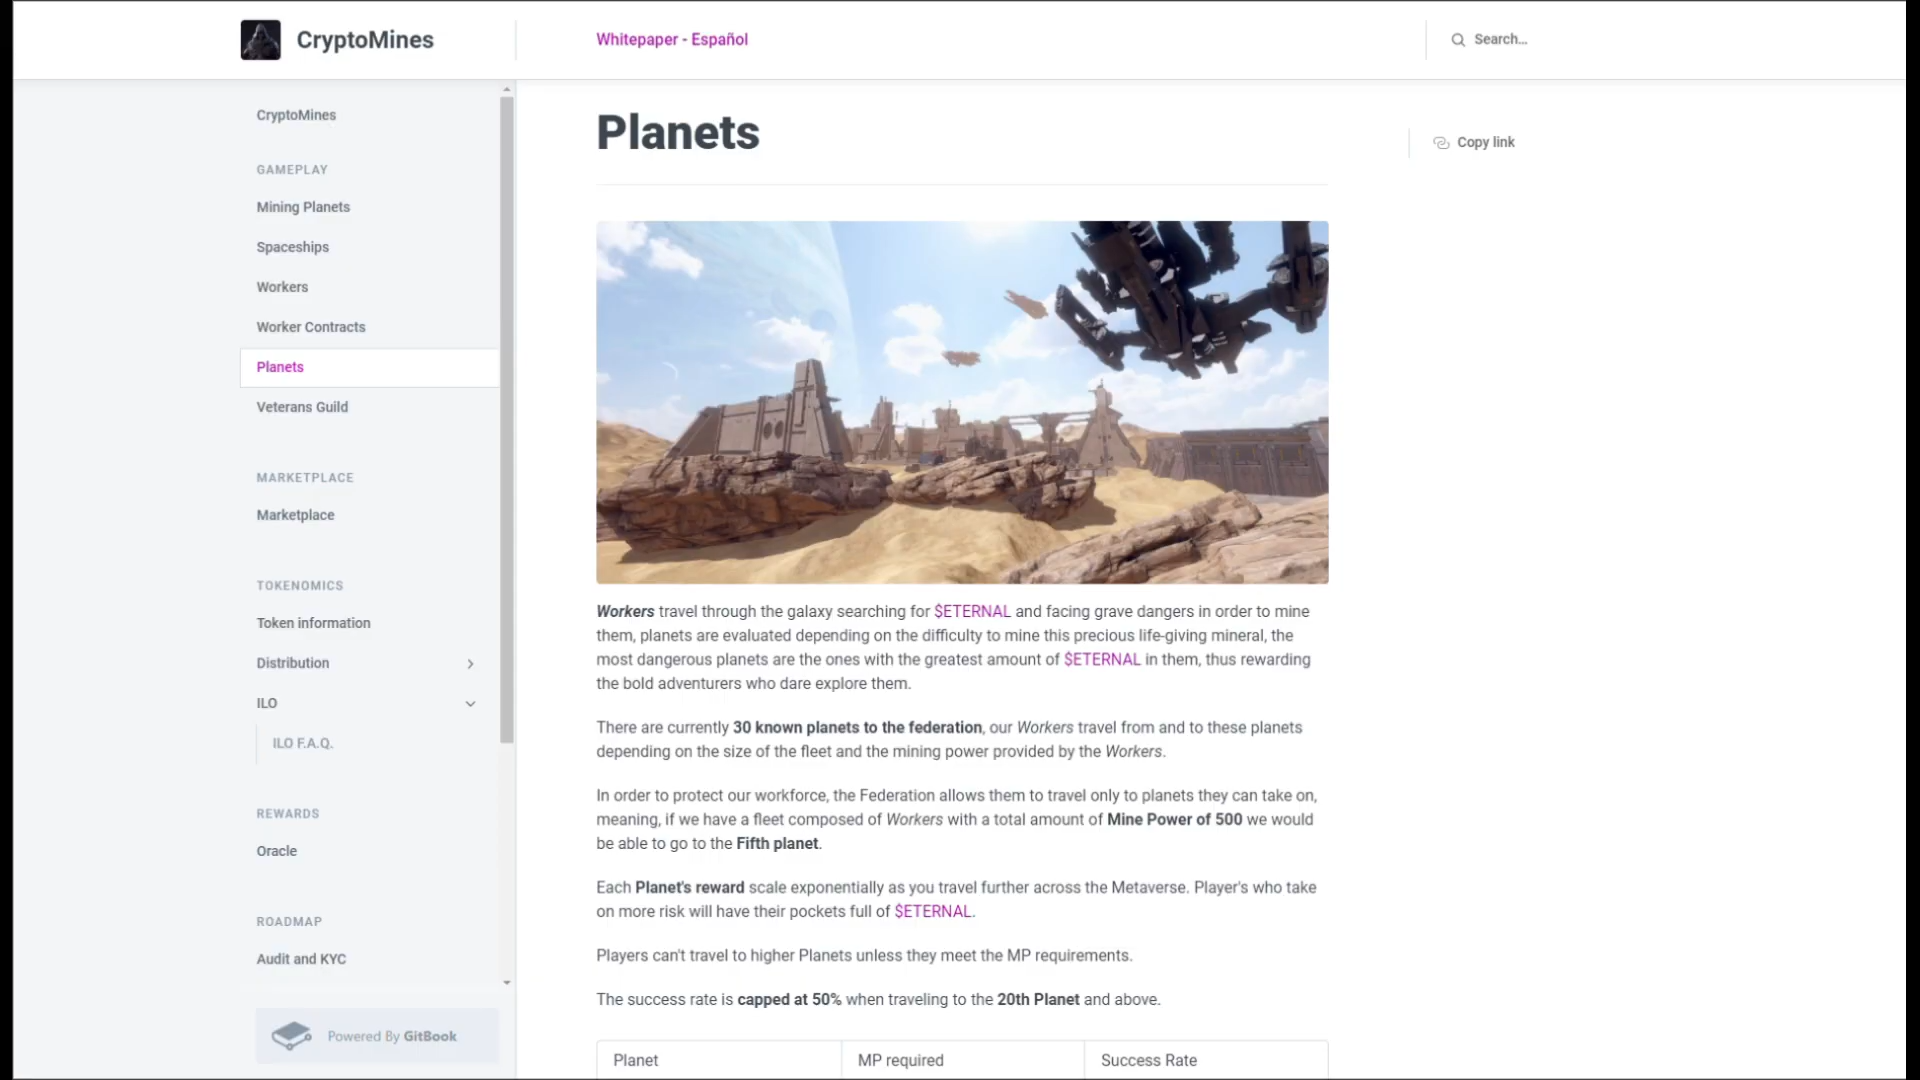 CryptoMines
Whitepaper - Español
Search...
CryptoMines
GAMEPLAY
Mining Planets
Spaceships
Workers
Worker Contracts
Planets
Veterans Guild
MARKETPLACE
Marketplace
TOKENOMICS
Token information
Distribution
ILO
ILO F.A.Q.
REWARDS
Oracle
ROADMAP
Audit and KYC
Powered By GitBook
Planets
Copy link
Workers travel through the galaxy searching for $ETERNAL and facing grave dangers in order to mine
them, planets are evaluated depending on the difficulty to mine this precious life-giving mineral, the
most dangerous planets are the ones with the greatest amount of $ETERNAL in them, thus rewarding
the bold adventurers who dare explore them.
There are currently 30 known planets to the federation, our Workers travel from and to these planets
depending on the size of the fleet and the mining power provided by the Workers.
In order to protect our workforce, the Federation allows them to travel only to planets they can take on,
meaning, if we have a fleet composed of Workers with a total amount of Mine Power of 500 we would
be able to go to the Fifth planet.
Each Planet's reward scale exponentially as you travel further across the Metaverse. Player's who take
on more risk will have their pockets full of $ETERNAL.
Players can't travel to higher Planets unless they meet the MP requirements.
The success rate is capped at 50% when traveling to the 20th Planet and above.
Planet MP required Success Rate